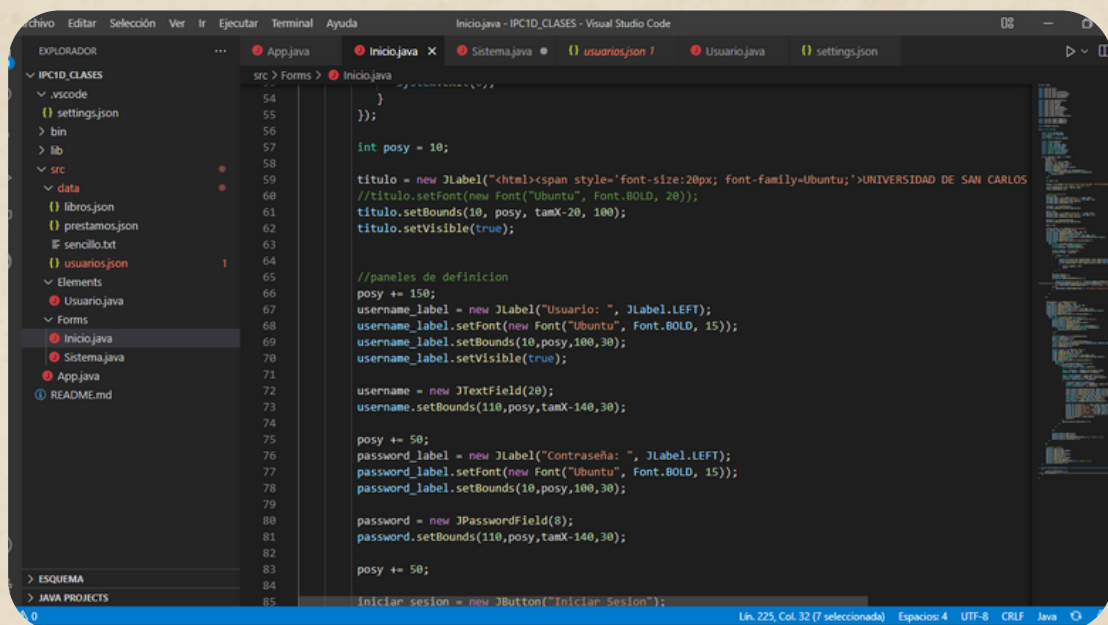 Archivo Editar Selección Ver Ir Ejecutar Terminal Ayuda Inicio.java - IPC1D_CLASES - Visual Studio Code
EXPLORADOR ...
IPC1D_CLASES
.vscode
{} settings.json
bin
lib
src
data
{} libros.json
{} prestamos.json
sencillo.txt
{} usuarios.json 1
Elements
Usuario.java
Forms
Inicio.java
Sistema.java
App.java
README.md
ESQUEMA
JAVA PROJECTS
App.java Inicio.java Sistema.java {} usuarios.json 1 Usuario.java {} settings.json
src > Forms > Inicio.java
54 }
55 });
56
57 int posy = 10;
58
59 titulo = new JLabel("<html><span style='font-size:20px; font-family=Ubuntu;'>UNIVERSIDAD DE SAN CARLOS
60 //titulo.setFont(new Font("Ubuntu", Font.BOLD, 20));
61 titulo.setBounds(10, posy, tamX-20, 100);
62 titulo.setVisible(true);
63
64
65 //paneles de definicion
66 posy += 150;
67 username_label = new JLabel("Usuario: ", JLabel.LEFT);
68 username_label.setFont(new Font("Ubuntu", Font.BOLD, 15));
69 username_label.setBounds(10,posy,100,30);
70 username_label.setVisible(true);
71
72 username = new JTextField(20);
73 username.setBounds(110,posy,tamX-140,30);
74
75 posy += 50;
76 password_label = new JLabel("Contraseña: ", JLabel.LEFT);
77 password_label.setFont(new Font("Ubuntu", Font.BOLD, 15));
78 password_label.setBounds(10,posy,100,30);
79
80 password = new JPasswordField(8);
81 password.setBounds(110,posy,tamX-140,30);
82
83 posy += 50;
84
85 iniciar_sesion = new JButton("Iniciar Sesion");
0 Lín. 225, Col. 32 (7 seleccionada) Espacios: 4 UTF-8 CRLF Java